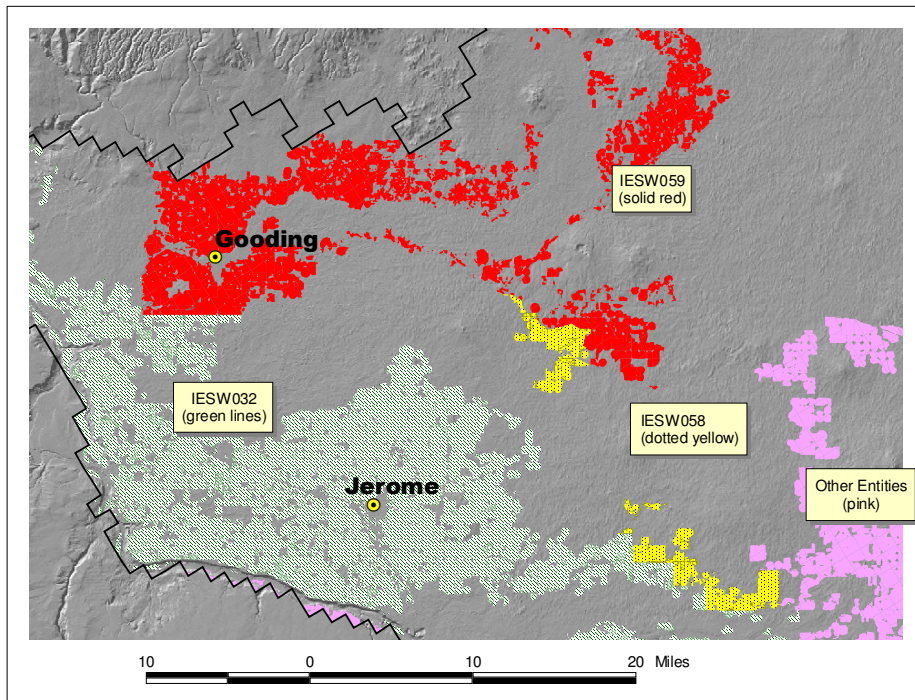 IESW059
(solid red)
Gooding
IESW032
(green lines)
IESW058
(dotted yellow)
Jerome
Other Entities
(pink)
10 0 10 20 Miles